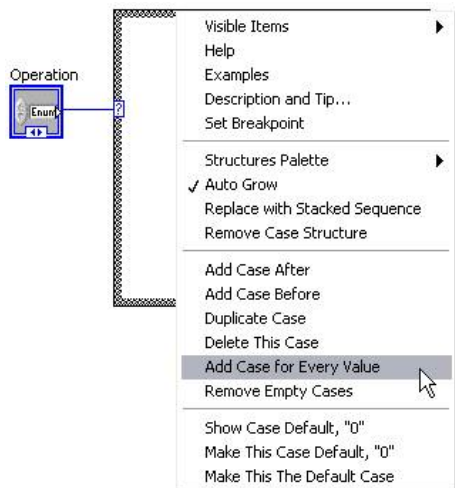 Operation
Enum
?
Visible Items
Help
Examples
Description and Tip...
Set Breakpoint
Structures Palette
Auto Grow
Replace with Stacked Sequence
Remove Case Structure
Add Case After
Add Case Before
Duplicate Case
Delete This Case
Add Case for Every Value
Remove Empty Cases
Show Case Default, "0"
Make This Case Default, "0"
Make This The Default Case